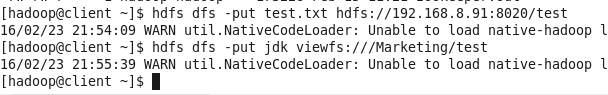 [hadoop@client ~]$ hdfs dfs -put test.txt hdfs://192.168.8.91:8020/test
16/02/23 21:54:09 WARN util.NativeCodeLoader: Unable to load native-hadoop l
[hadoop@client ~]$ hdfs dfs -put jdk viewfs:///Marketing/test
16/02/23 21:55:39 WARN util.NativeCodeLoader: Unable to load native-hadoop l
[hadoop@client ~]$